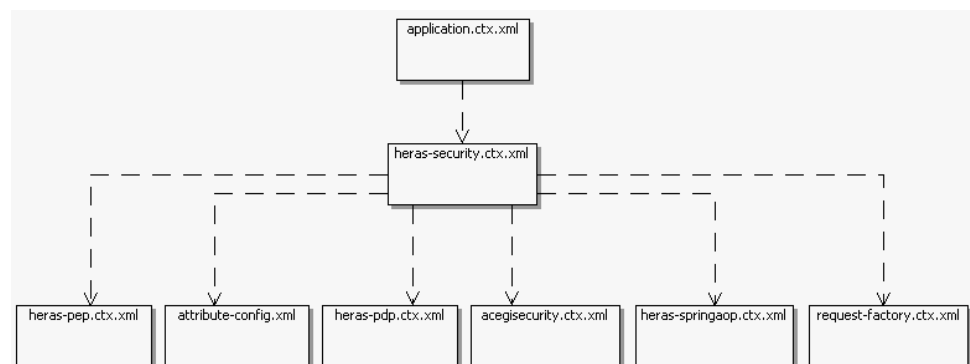 application.ctx.xml
heras-security.ctx.xml
heras-pep.ctx.xml
attribute-config.xml
heras-pdp.ctx.xml
acegisecurity.ctx.xml
heras-springaop.ctx.xml
request-factory.ctx.xml